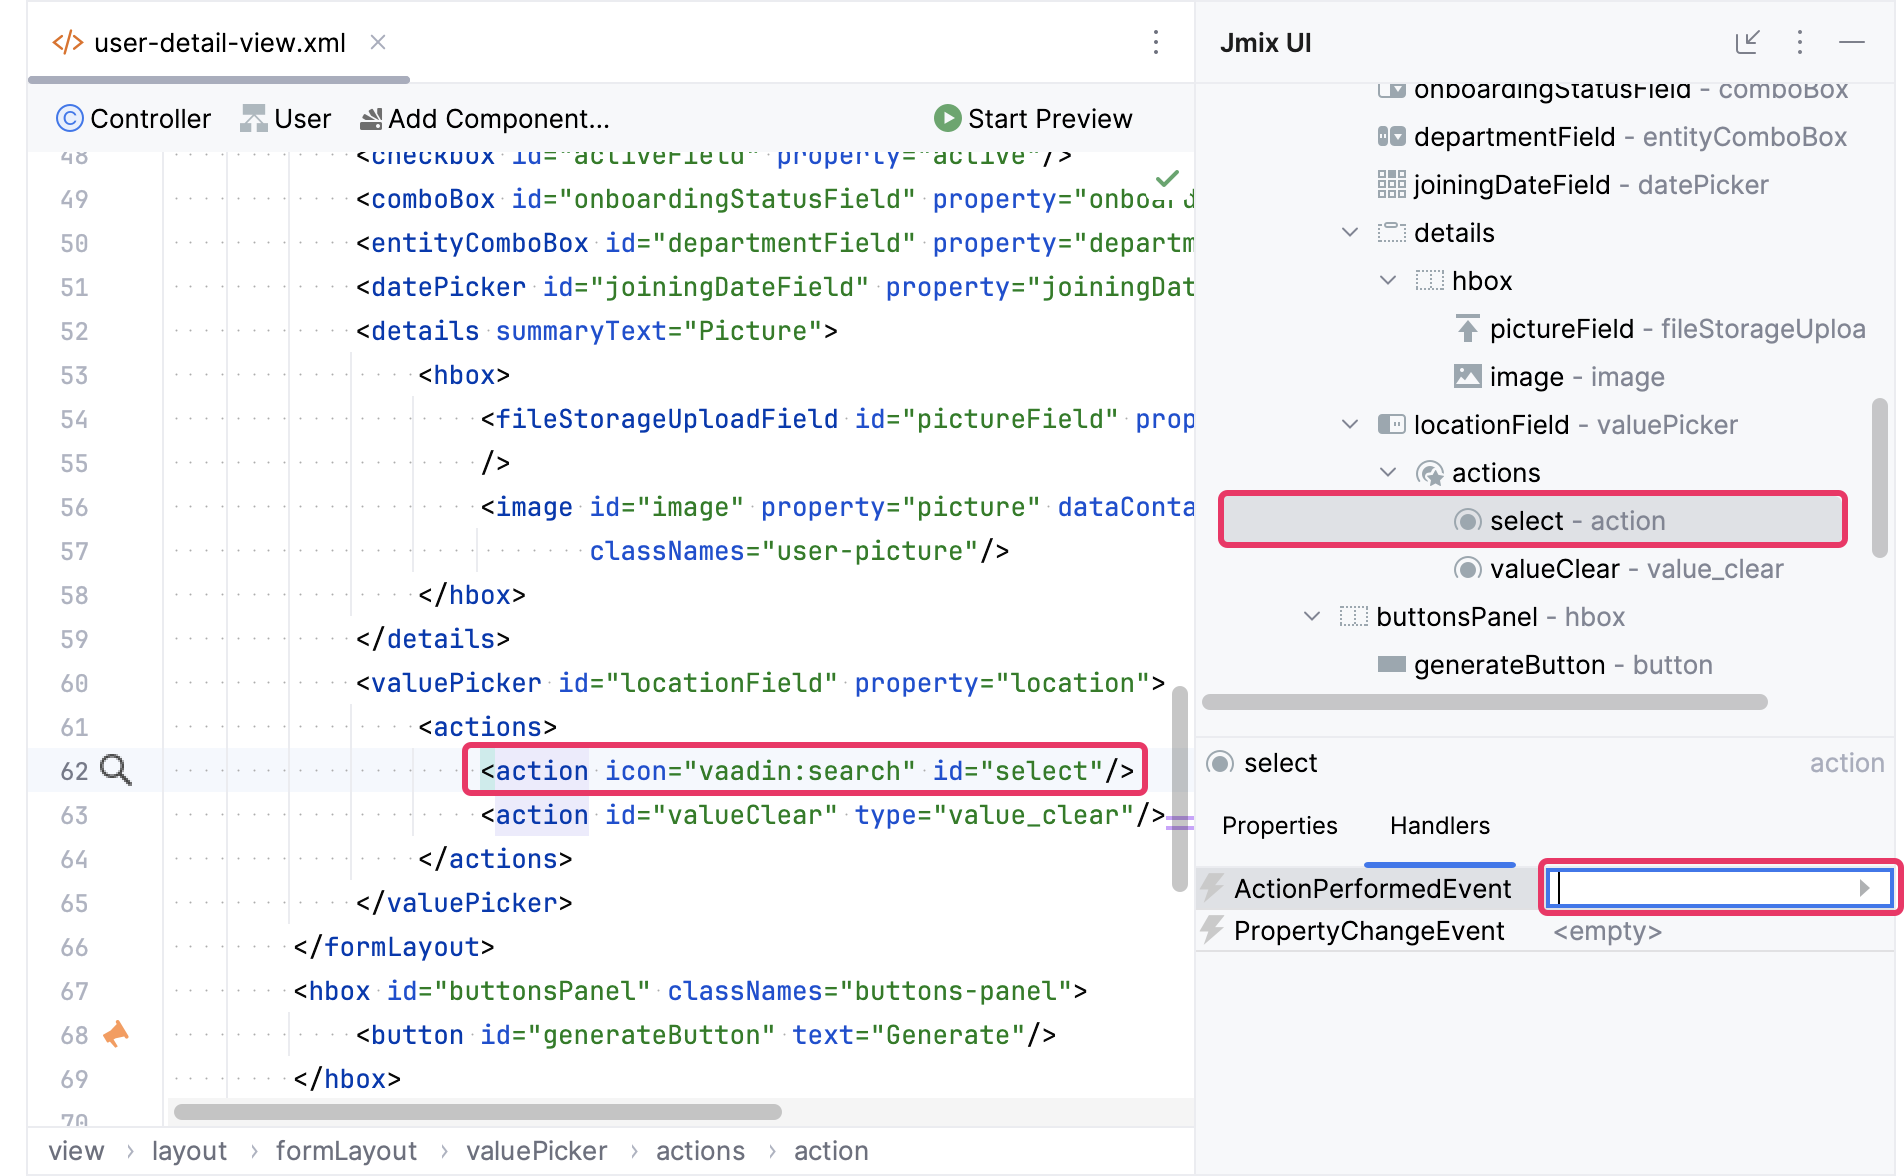 user-detail-view.xml
Controller User Add Component... Start Preview
48 <checkbox id="activeField" property="active"/>
49 <comboBox id="onboardingStatusField" property="onboard
50 <entityComboBox id="departmentField" property="departm
51 <datePicker id="joiningDateField" property="joiningDat
52 <details summaryText="Picture">
53 <hbox>
54 <fileStorageUploadField id="pictureField" prop
55 />
56 <image id="image" property="picture" dataConta
57 classNames="user-picture"/>
58 </hbox>
59 </details>
60 <valuePicker id="locationField" property="location">
61 <actions>
62 <action icon="vaadin:search" id="select"/>
63 <action id="valueClear" type="value_clear"/>
64 </actions>
65 </valuePicker>
66 </formLayout>
67 <hbox id="buttonsPanel" classNames="buttons-panel">
68 <button id="generateButton" text="Generate"/>
69 </hbox>
70
view › layout › formLayout › valuePicker › actions › action
Jmix UI
onboardingStatusField - comboBox
departmentField - entityComboBox
joiningDateField - datePicker
details
hbox
pictureField - fileStorageUploa
image - image
locationField - valuePicker
actions
select - action
valueClear - value_clear
buttonsPanel - hbox
generateButton - button
select action
Properties Handlers
ActionPerformedEvent
PropertyChangeEvent <empty>